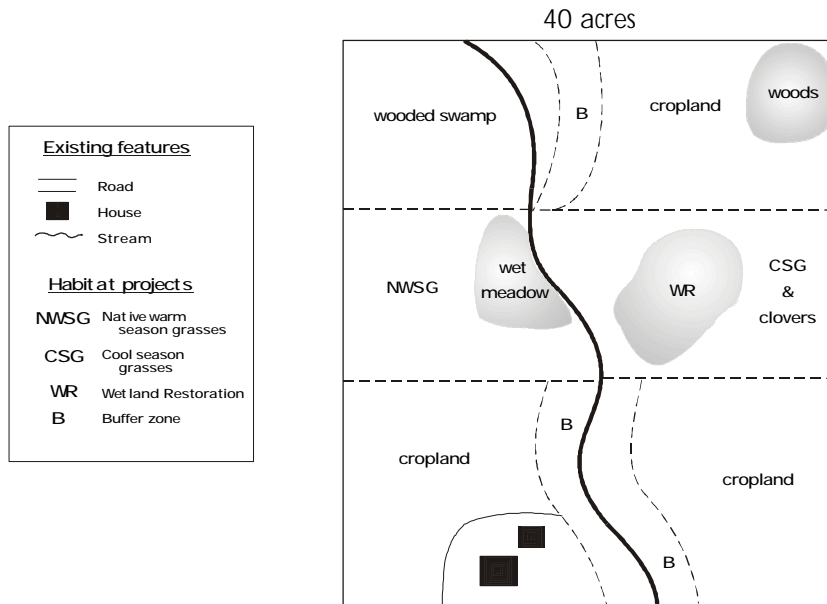 40 acres
Existing features
Road
House
Stream
Habitat projects
NWSG Native warm
season grasses
CSG Cool season
grasses
WR Wetland Restoration
B Buffer zone
wooded swamp
B
cropland
woods
NWSG
wet
meadow
WR
CSG
&
clovers
cropland
B
B
cropland
B